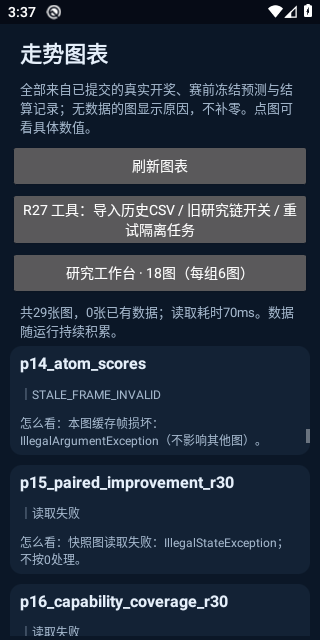 3:37
走势图表
全部来自已提交的真实开奖、赛前冻结预测与结
算记录；无数据的图显示原因，不补零。点图可
看具体数值。
刷新图表
R27 工具：导入历史CSV / 旧研究链开关 / 重
试隔离任务
研究工作台 · 18图（每组6图）
共29张图，0张已有数据；读取耗时70ms。数据
随运行持续积累。
p14_atom_scores
｜STALE_FRAME_INVALID
怎么看：本图缓存帧损坏：
IllegalArgumentException（不影响其他图）。
p15_paired_improvement_r30
｜读取失败
怎么看：快照图读取失败：IllegalStateException；
不按0处理。
p16_capability_coverage_r30
｜读取失败